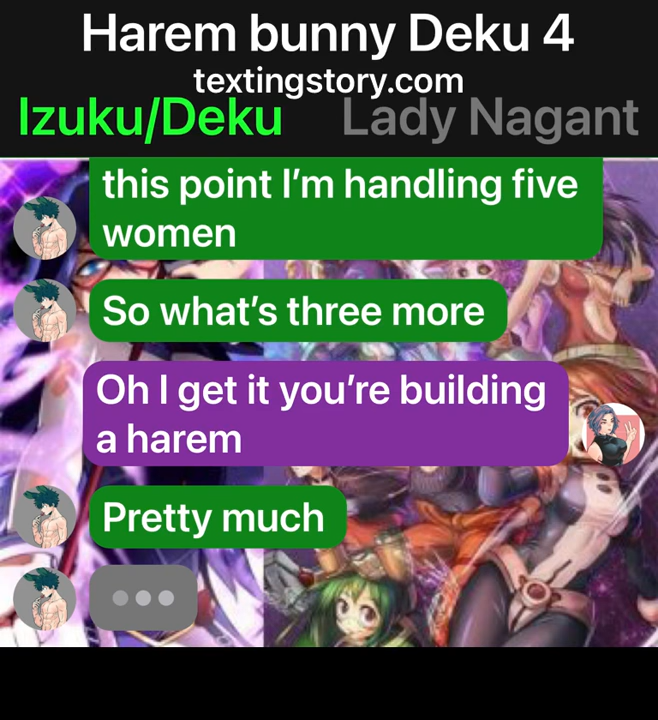 Harem bunny Deku 4
textingstory.com
Izuku/Deku Lady Nagant
this point I’m handling five
women
So what’s three more
Oh I get it you’re building
a harem
Pretty much